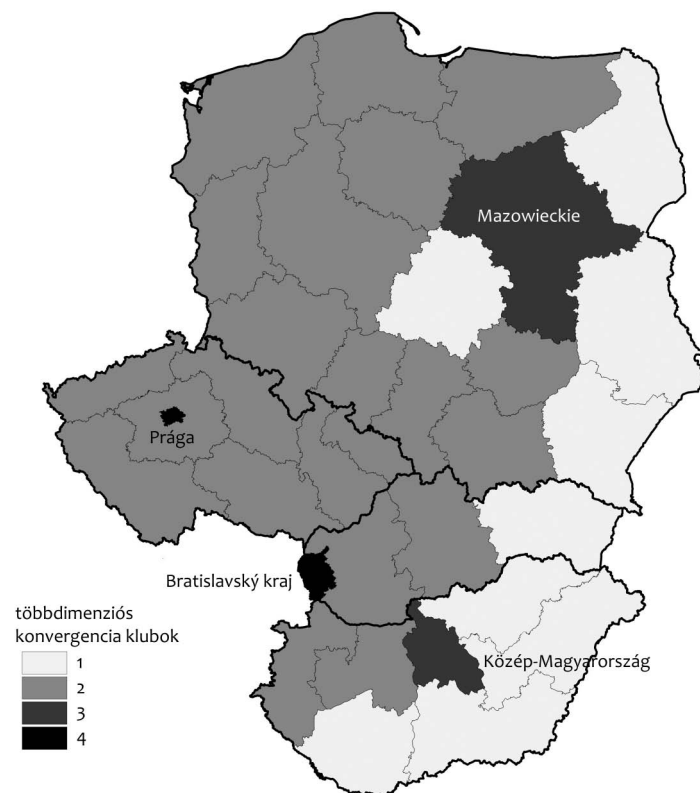 Mazowieckie
Prága
Bratislavský kraj
Közép-Magyarország
többdimenziós
konvergencia klubok
1
2
3
4